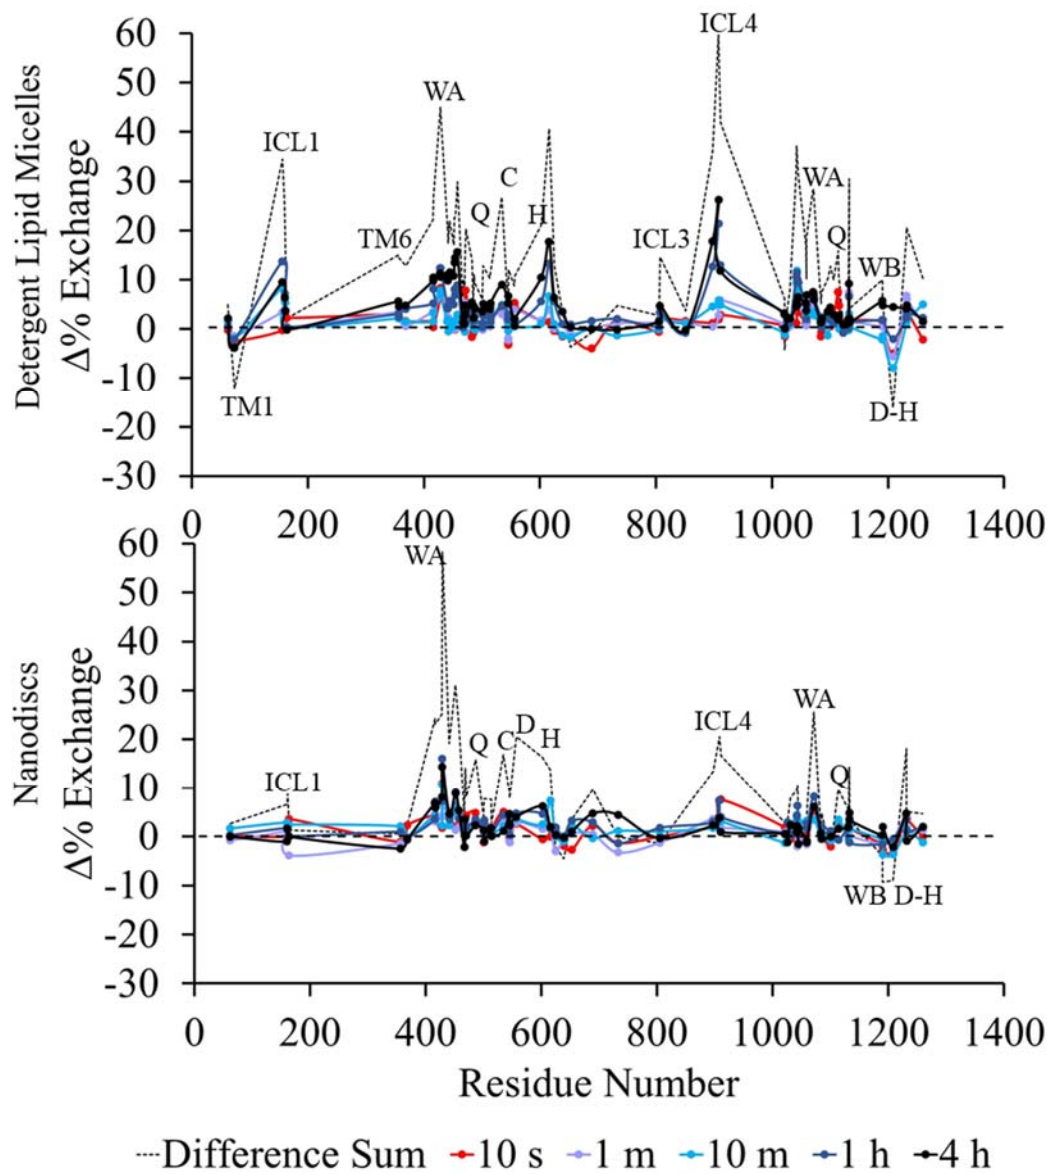 Detergent Lipid Micelles
Δ% Exchange
60
50
40
30
20
10
0
-10
-20
-30
ICL4
WA
ICL1
C
Q
H
TM6
ICL3
WA
Q
WB
TM1
D-H
0 200 400 600 800 1000 1200 1400
Nanodiscs
Δ% Exchange
60
50
40
30
20
10
0
-10
-20
-30
WA
ICL1
Q
C
D
H
ICL4
WA
Q
WB D-H
0 200 400 600 800 1000 1200 1400
Residue Number
Difference Sum 10 s 1 m 10 m 1 h 4 h